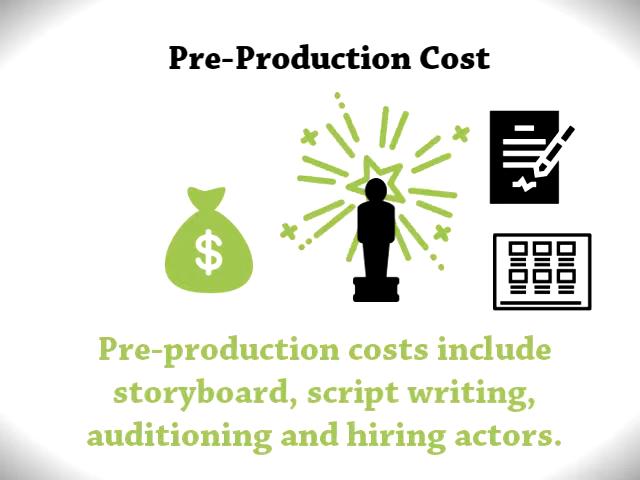 Pre-Production Cost
$
Pre-production costs include
storyboard, script writing,
auditioning and hiring actors.